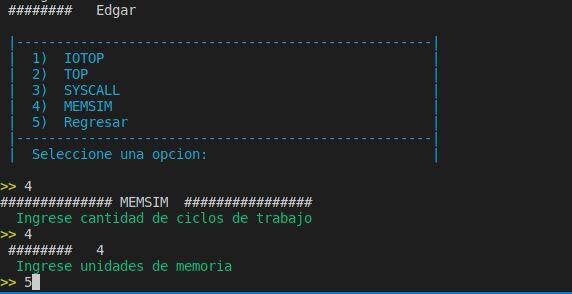 ########   Edgar
|----------------------------------------------------|
|  1)  IOTOP                                         |
|  2)  TOP                                           |
|  3)  SYSCALL                                       |
|  4)  MEMSIM                                        |
|  5)  Regresar                                      |
|----------------------------------------------------|
|  Seleccione una opcion:                            |
>> 4
############## MEMSIM  ################
Ingrese cantidad de ciclos de trabajo
>> 4
########   4
Ingrese unidades de memoria
>> 5